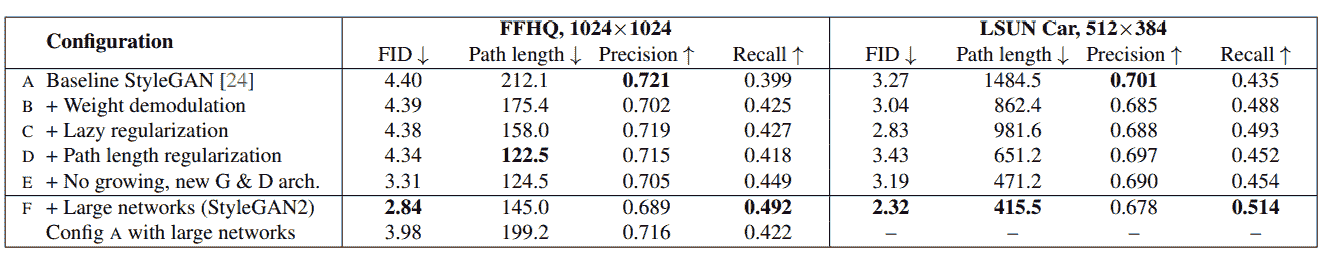 Configuration FFHQ, 1024×1024 LSUN Car, 512×384
FID ↓ Path length ↓ Precision ↑ Recall ↑ FID ↓ Path length ↓ Precision ↑ Recall ↑
A Baseline StyleGAN [24] 4.40 212.1 0.721 0.399 3.27 1484.5 0.701 0.435
B + Weight demodulation 4.39 175.4 0.702 0.425 3.04 862.4 0.685 0.488
C + Lazy regularization 4.38 158.0 0.719 0.427 2.83 981.6 0.688 0.493
D + Path length regularization 4.34 122.5 0.715 0.418 3.43 651.2 0.697 0.452
E + No growing, new G & D arch. 3.31 124.5 0.705 0.449 3.19 471.2 0.690 0.454
F + Large networks (StyleGAN2) 2.84 145.0 0.689 0.492 2.32 415.5 0.678 0.514
Config A with large networks 3.98 199.2 0.716 0.422 – – – –